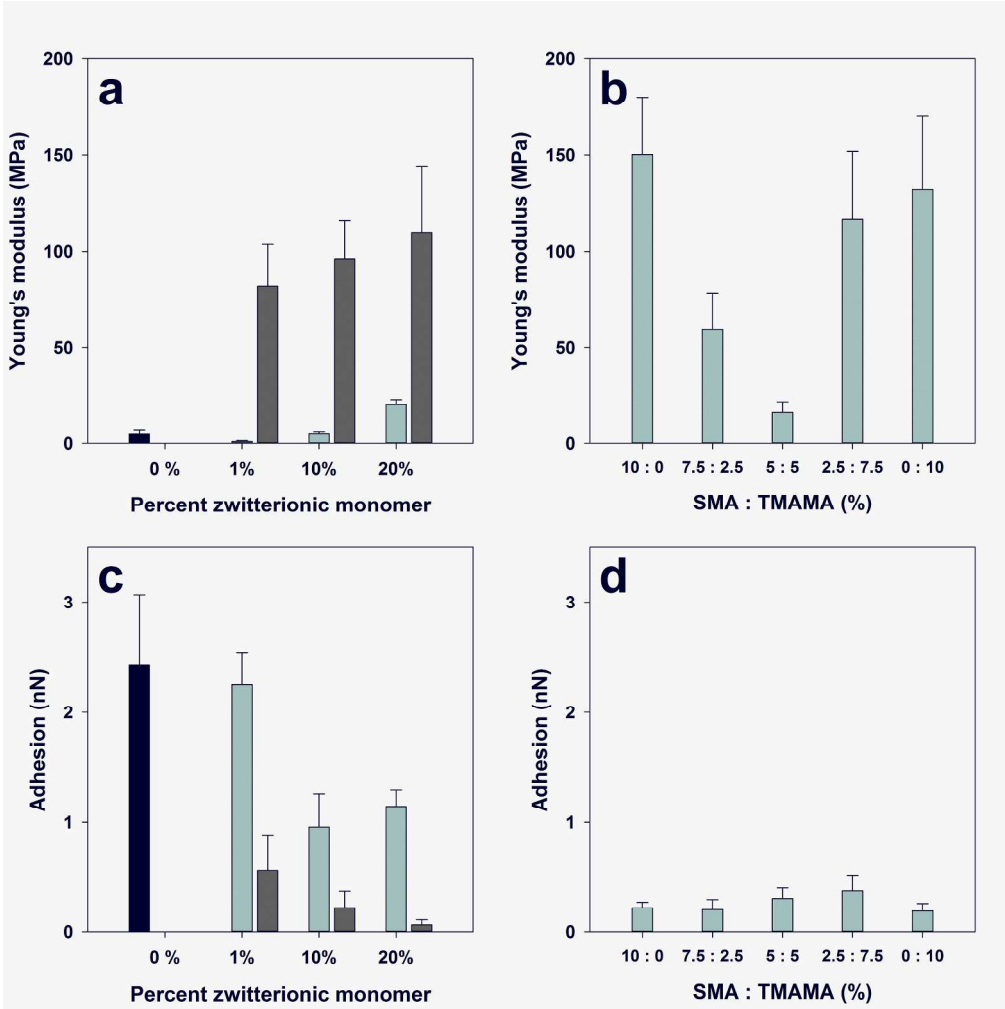 a
Young's modulus (MPa)
200
150
100
50
0
0 %
1%
10%
20%
Percent zwitterionic monomer
b
Young's modulus (MPa)
200
150
100
50
0
10 : 0
7.5 : 2.5
5 : 5
2.5 : 7.5
0 : 10
SMA : TMAMA (%)
c
Adhesion (nN)
3
2
1
0
0 %
1%
10%
20%
Percent zwitterionic monomer
d
Adhesion (nN)
3
2
1
0
10 : 0
7.5 : 2.5
5 : 5
2.5 : 7.5
0 : 10
SMA : TMAMA (%)